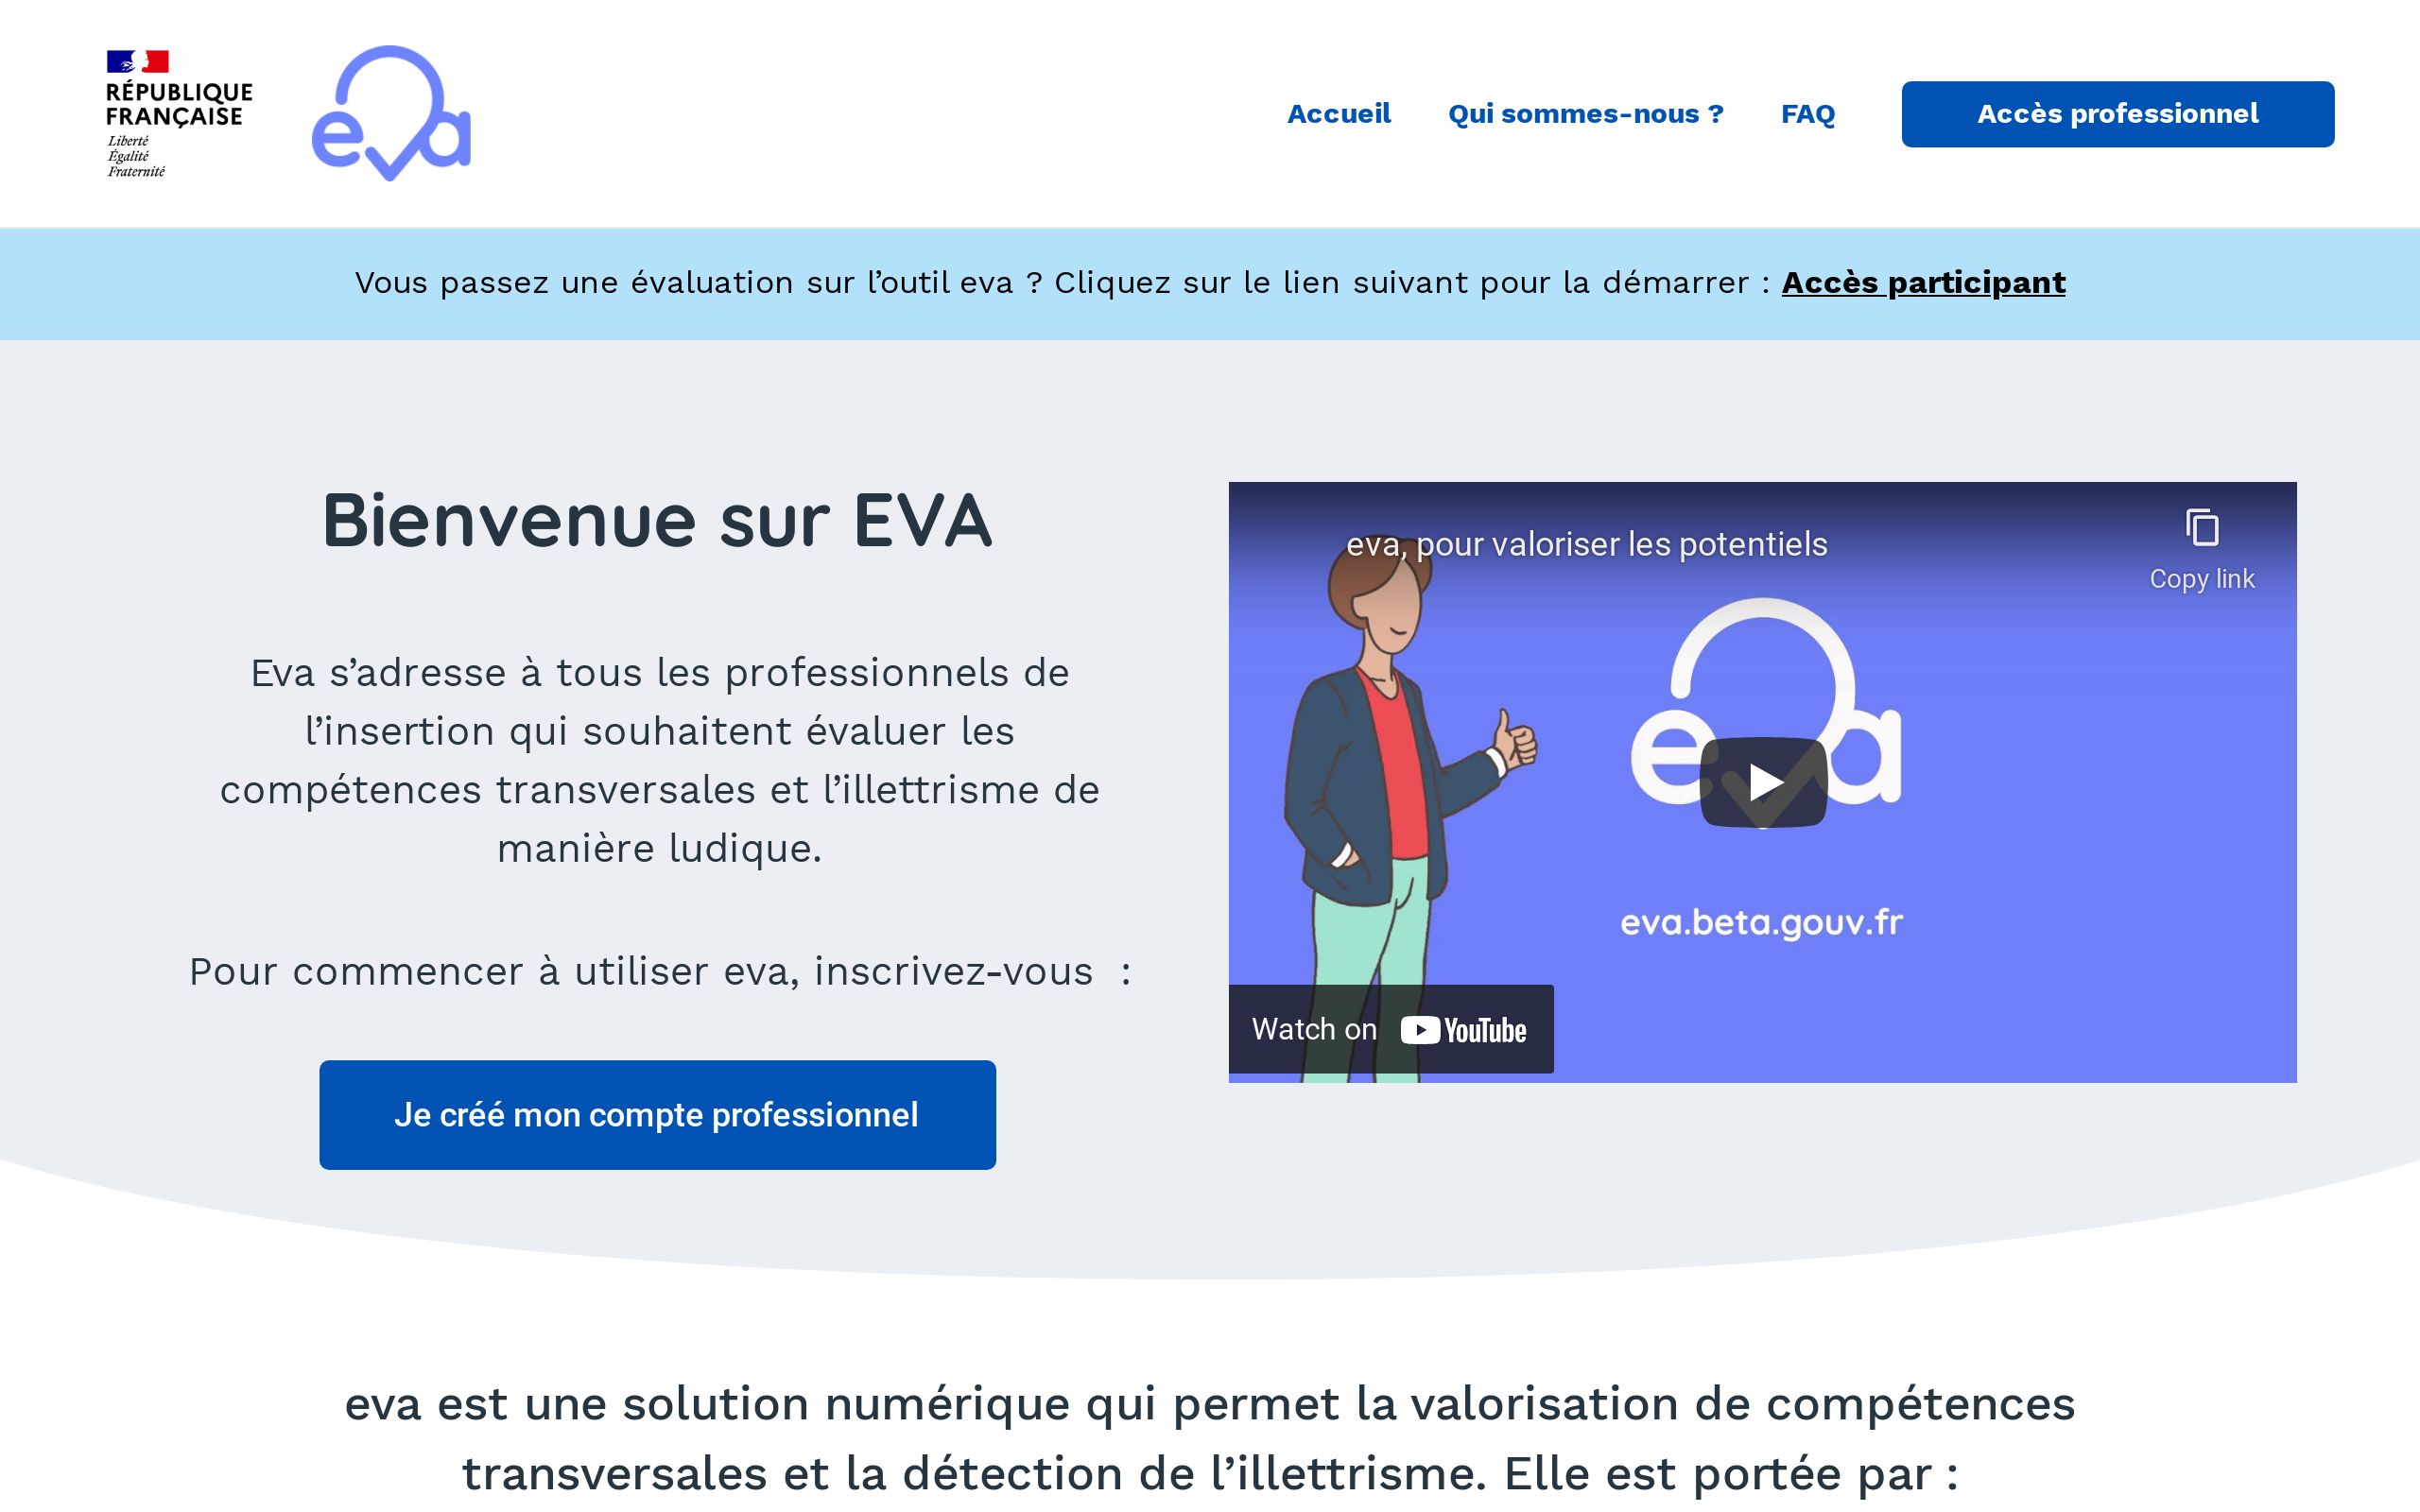 RÉPUBLIQUE
FRANÇAISE
Liberté
Égalité
Fraternité
eva
Accueil
Qui sommes-nous ?
FAQ
Accès professionnel
Vous passez une évaluation sur l’outil eva ? Cliquez sur le lien suivant pour la démarrer : Accès participant
Bienvenue sur EVA
Eva s’adresse à tous les professionnels de
l’insertion qui souhaitent évaluer les
compétences transversales et l’illettrisme de
manière ludique.
Pour commencer à utiliser eva, inscrivez-vous :
Je créé mon compte professionnel
eva, pour valoriser les potentiels
Copy link
eva
eva.beta.gouv.fr
Watch on YouTube
eva est une solution numérique qui permet la valorisation de compétences
transversales et la détection de l’illettrisme. Elle est portée par :